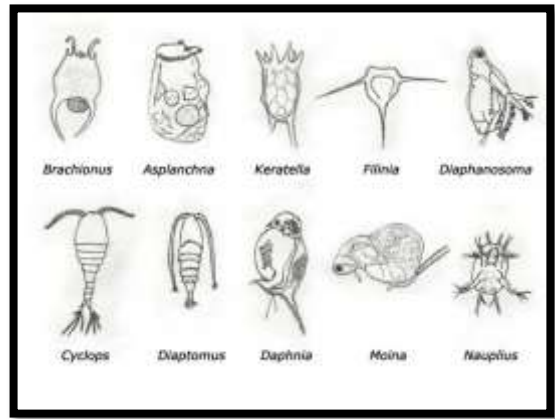 Brachionus Asplanchna Keratella Filinia Diaphanosoma
Cyclops Diaptomus Daphnia Moina Nauplius